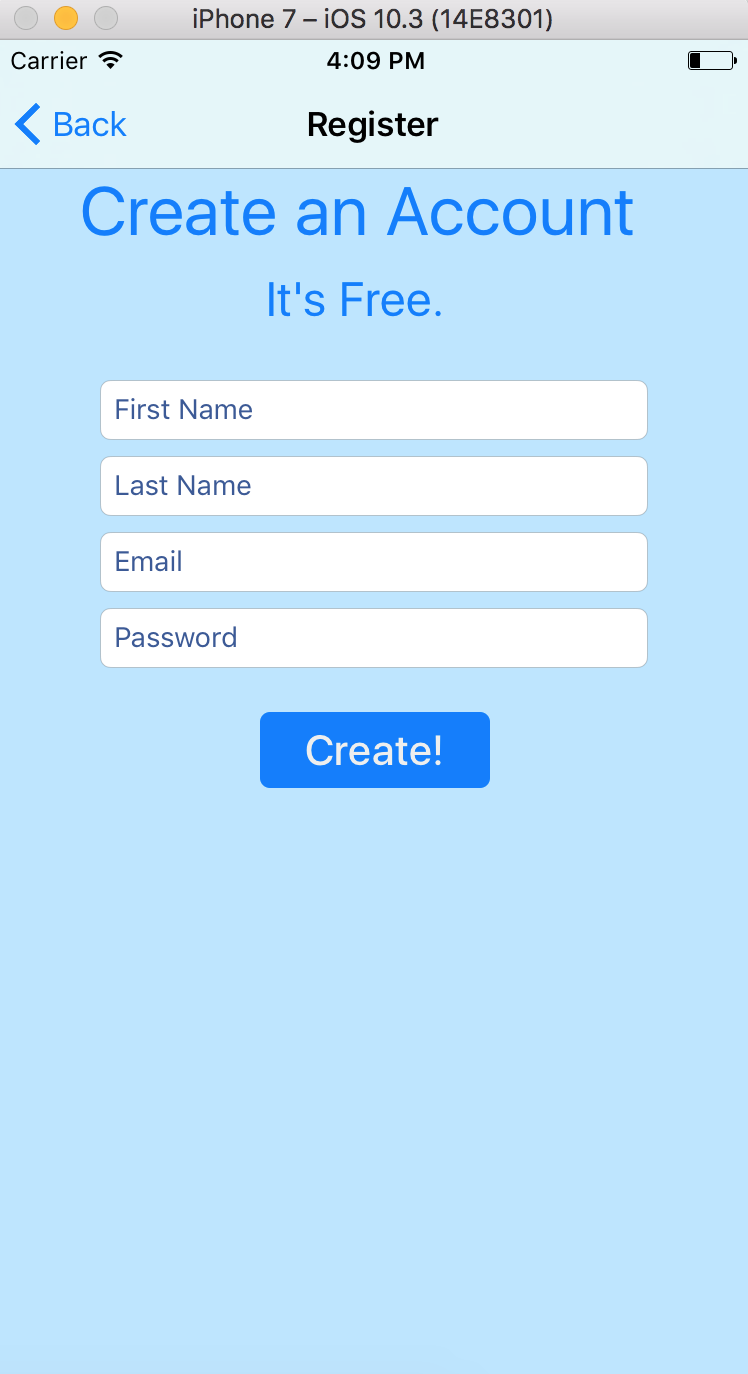 iPhone 7 – iOS 10.3 (14E8301)
Carrier 4:09 PM
Back Register
Create an Account
It's Free.
First Name
Last Name
Email
Password
Create!